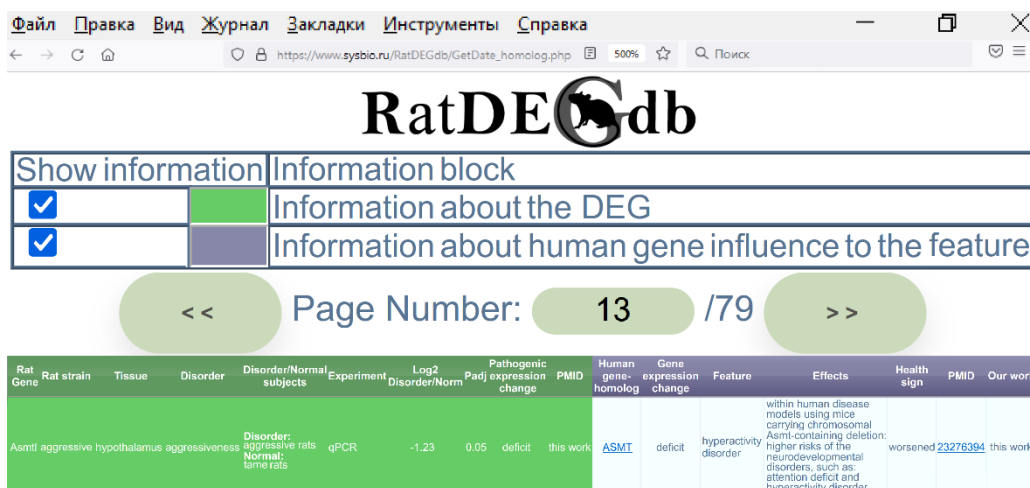 Файл Правка Вид Журнал Закладки Инструменты Справка
https://www.sysbio.ru/RatDEGdb/GetDate_homolog.php 500% Поиск
RatDEGdb
Show information Information block
Information about the DEG
Information about human gene influence to the feature
<< Page Number: 13 /79 >>
Rat Gene
Rat strain
Tissue
Disorder
Disorder/Normal subjects
Experiment
Log2 Disorder/Norm
Padj
Pathogenic expression change
PMID
Human gene-homolog
Gene expression change
Feature
Effects
Health sign
PMID
Our work
Asmtl
aggressive
hypothalamus
aggressiveness
Disorder:
aggressive rats
Normal:
tame rats
qPCR
-1,23
0.05
deficit
this work
ASMT
deficit
hyperactivity
disorder
within human disease
models using mice
carrying chromosomal
Asmt-containing deletion:
higher risks of the
neurodevelopmental
disorders, such as:
attention deficit and
hyperactivity disorder
worsened
23276394
this work